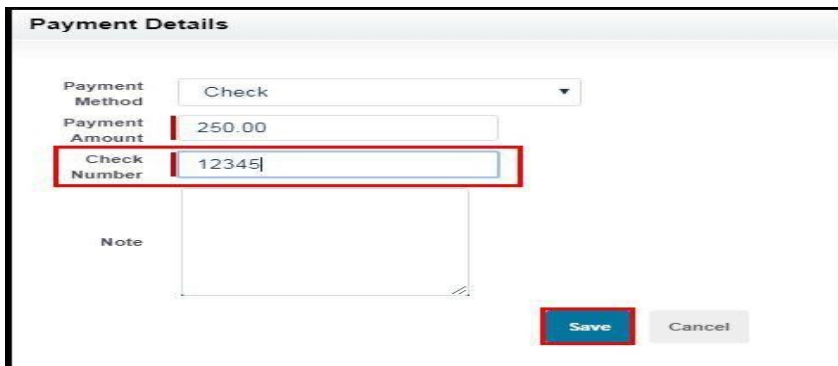 Payment Details
Payment
Method
Check
Payment
Amount
250.00
Check
Number
12345
Note
Save
Cancel